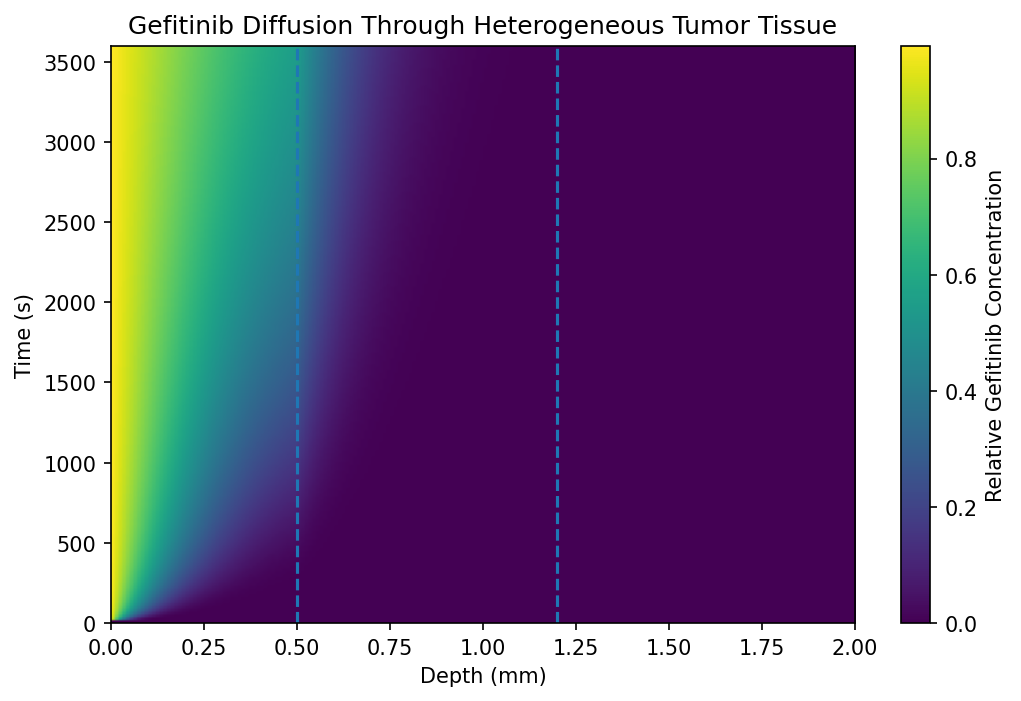 Gefitinib Diffusion Through Heterogeneous Tumor Tissue
3500
3000
2500
2000
1500
1000
500
0
Time (s)
0.00 0.25 0.50 0.75 1.00 1.25 1.50 1.75 2.00
Depth (mm)
0.8
0.6
0.4
0.2
0.0
Relative Gefitinib Concentration